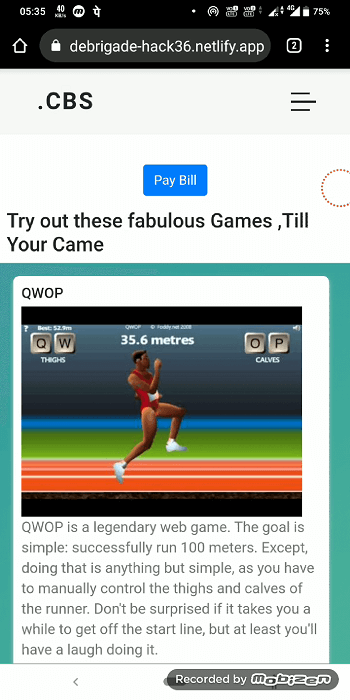 05:35 40 KB/s पे 4G 75%
debrigade-hack36.netlify.app 2
.CBS
Pay Bill
Try out these fabulous Games ,Till
Your Came
QWOP
? Best: 52.9m QWOP © Foddy.net 2008
Q W 35.6 metres O P
THIGHS CALVES
QWOP is a legendary web game. The goal is
simple: successfully run 100 meters. Except,
doing that is anything but simple, as you have
to manually control the thighs and calves of
the runner. Don't be surprised if it takes you a
while to get off the start line, but at least you'll
have a laugh doing it.
Recorded by mobizen